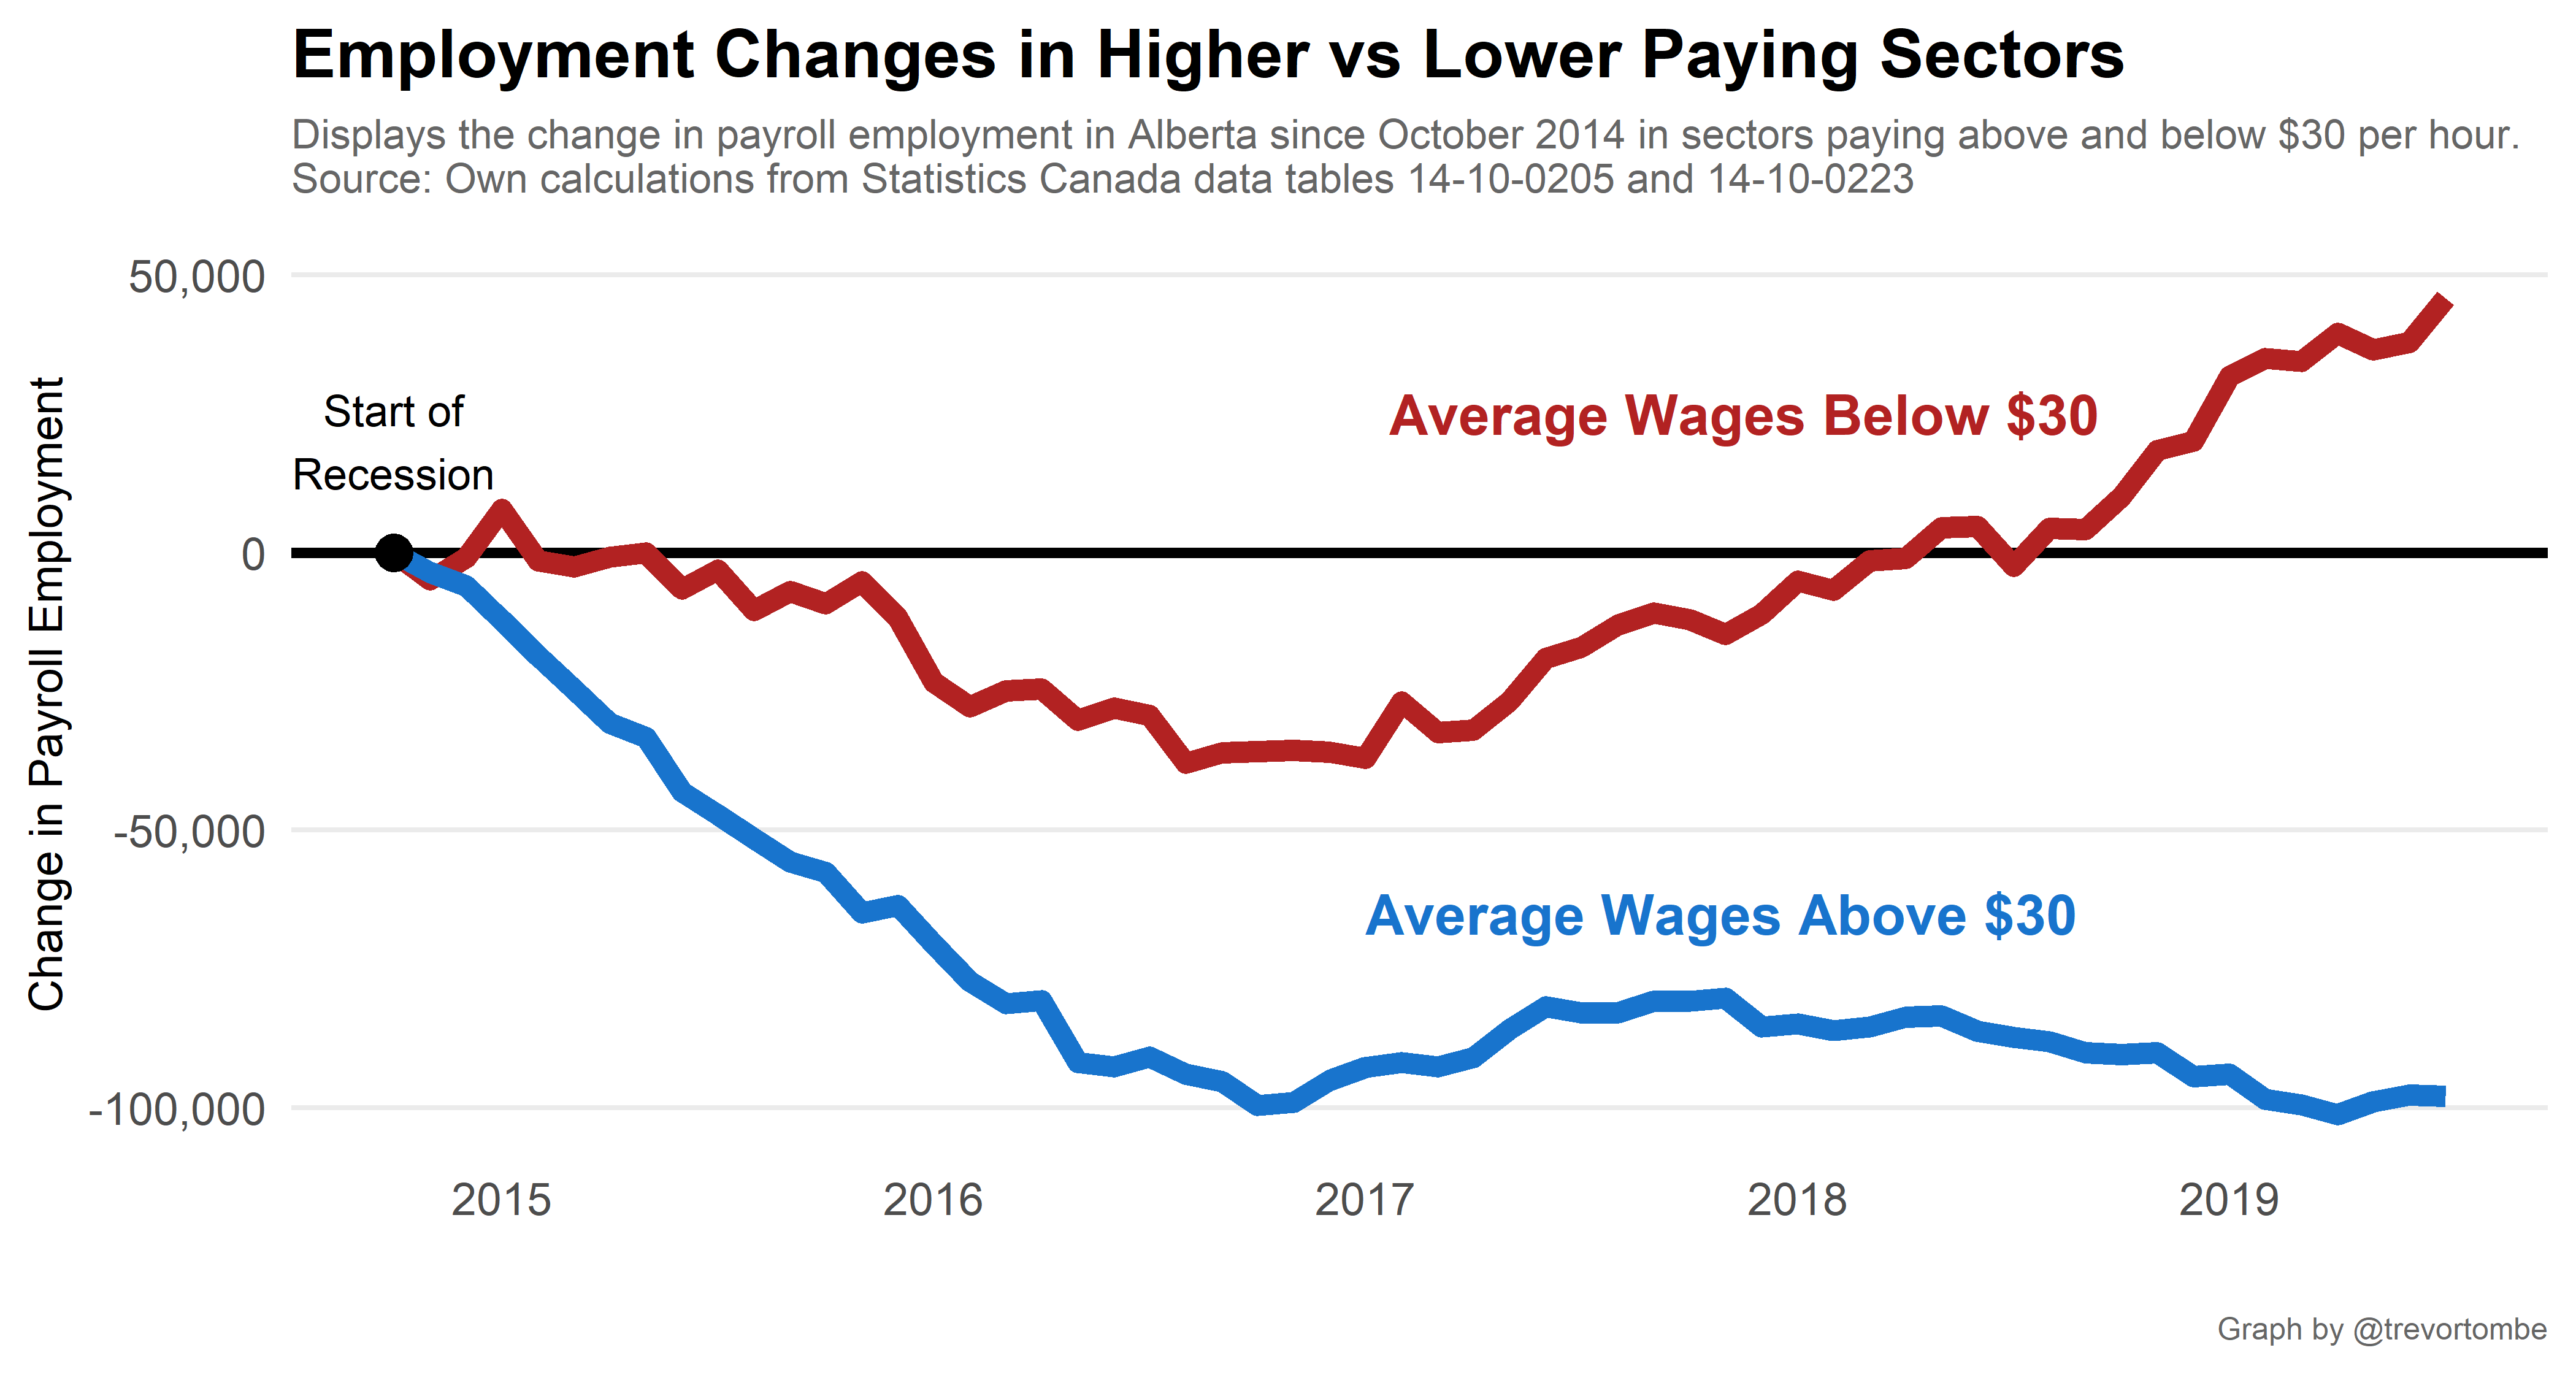 Employment Changes in Higher vs Lower Paying Sectors
Displays the change in payroll employment in Alberta since October 2014 in sectors paying above and below $30 per hour.
Source: Own calculations from Statistics Canada data tables 14-10-0205 and 14-10-0223
Change in Payroll Employment
50,000
0
-50,000
-100,000
Start of
Recession
Average Wages Below $30
Average Wages Above $30
2015
2016
2017
2018
2019
Graph by @trevortombe